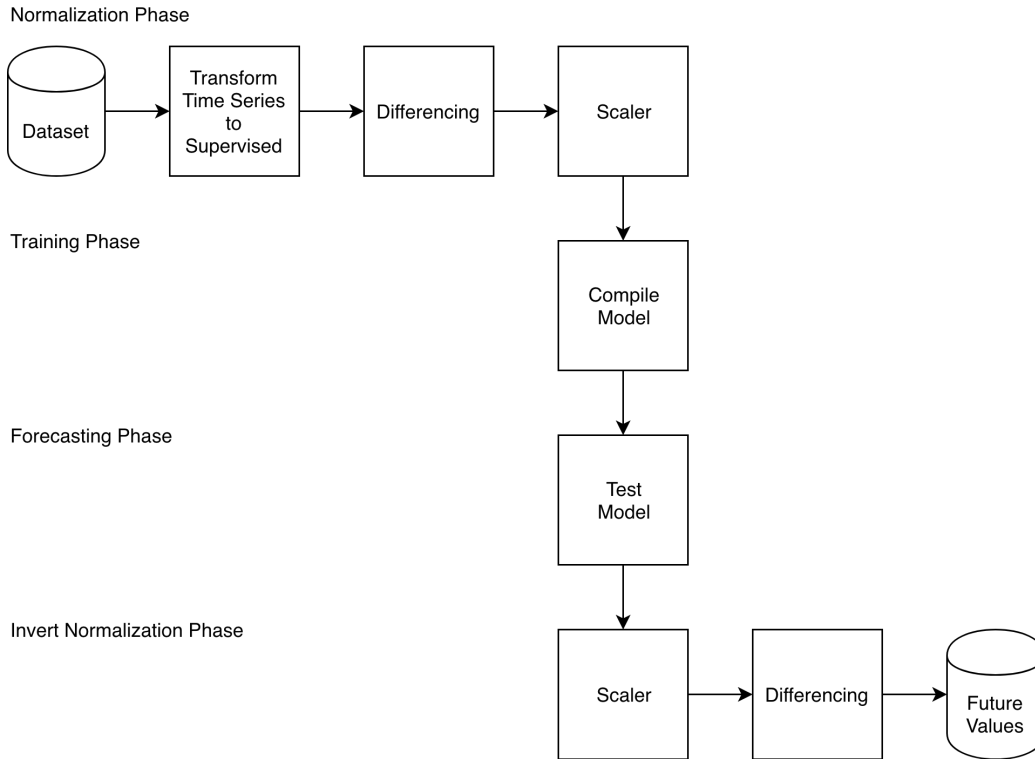 Normalization Phase
Dataset
Transform
Time Series
to
Supervised
Differencing
Scaler
Training Phase
Compile
Model
Forecasting Phase
Test
Model
Invert Normalization Phase
Scaler
Differencing
Future
Values